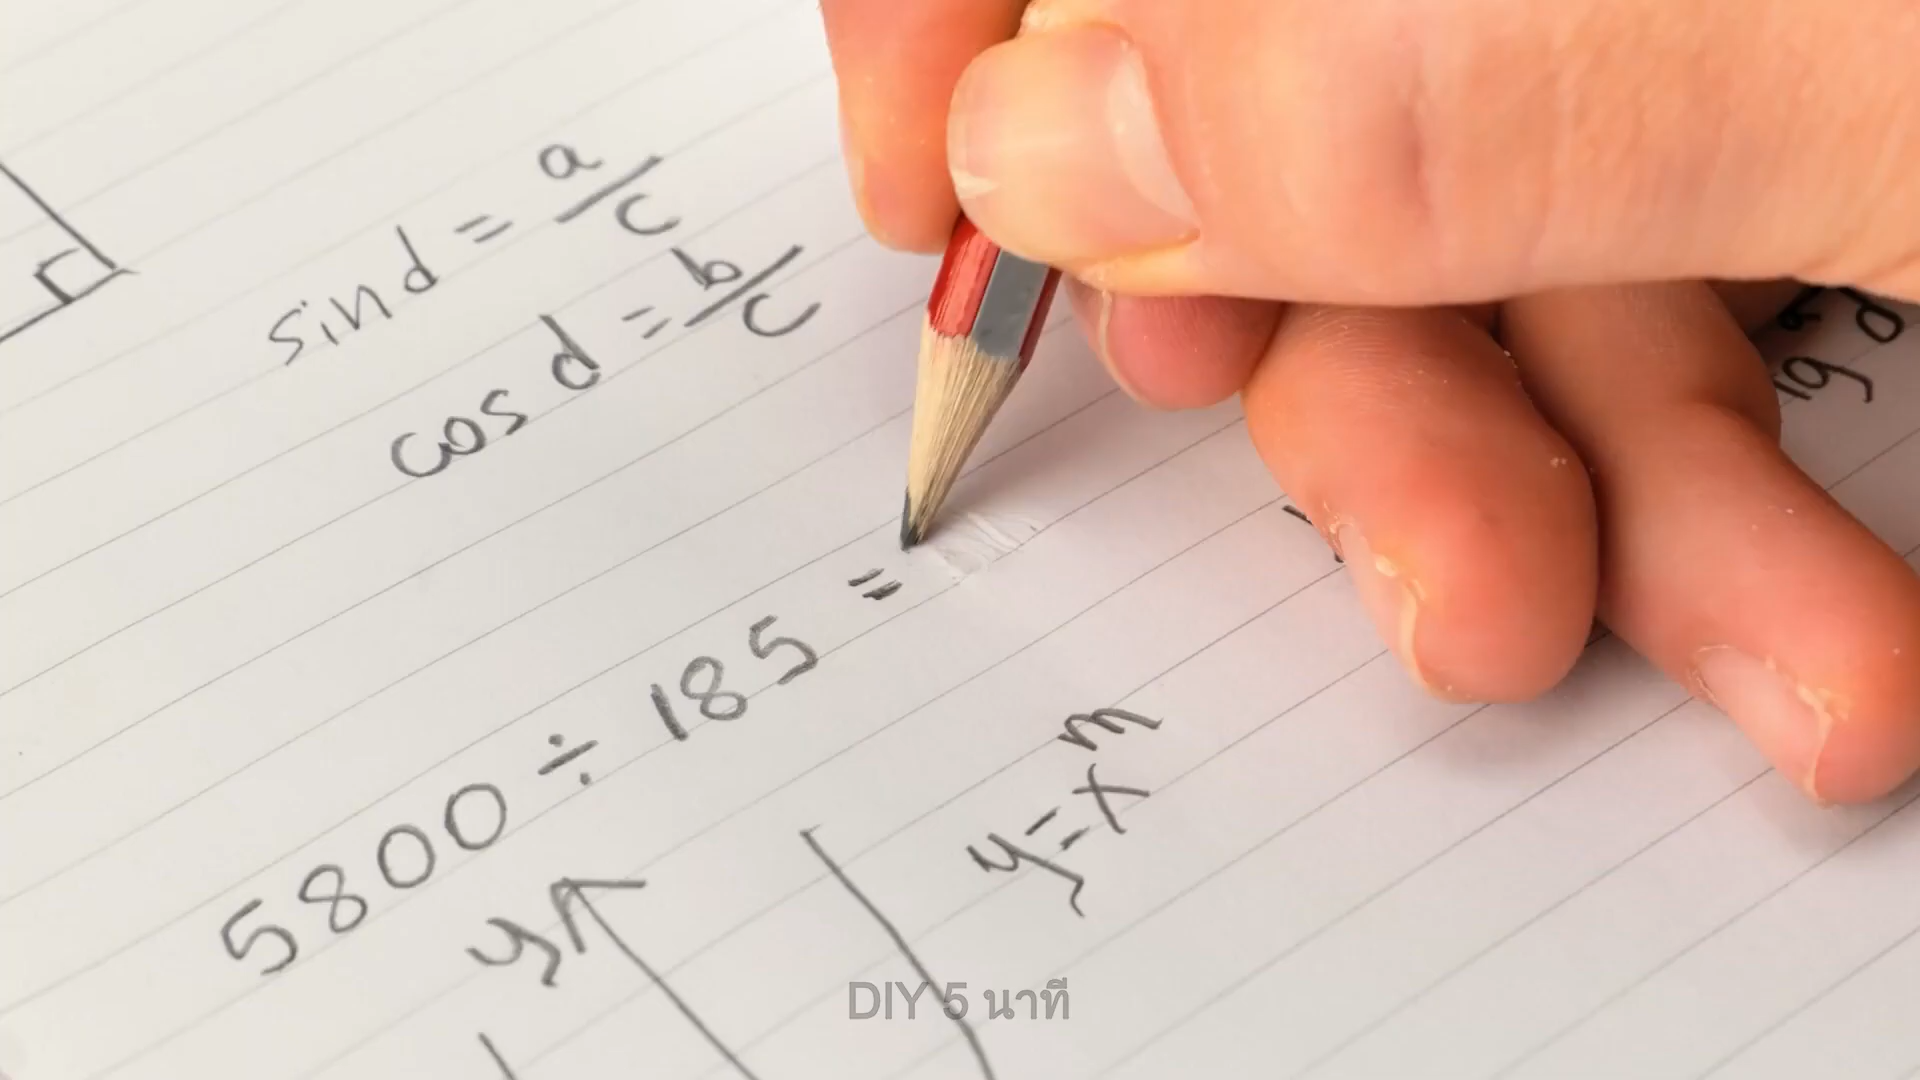 sind = a/c
cos d = b/c
5800 ÷ 185 =
y = x^m
y
DIY 5 นาที